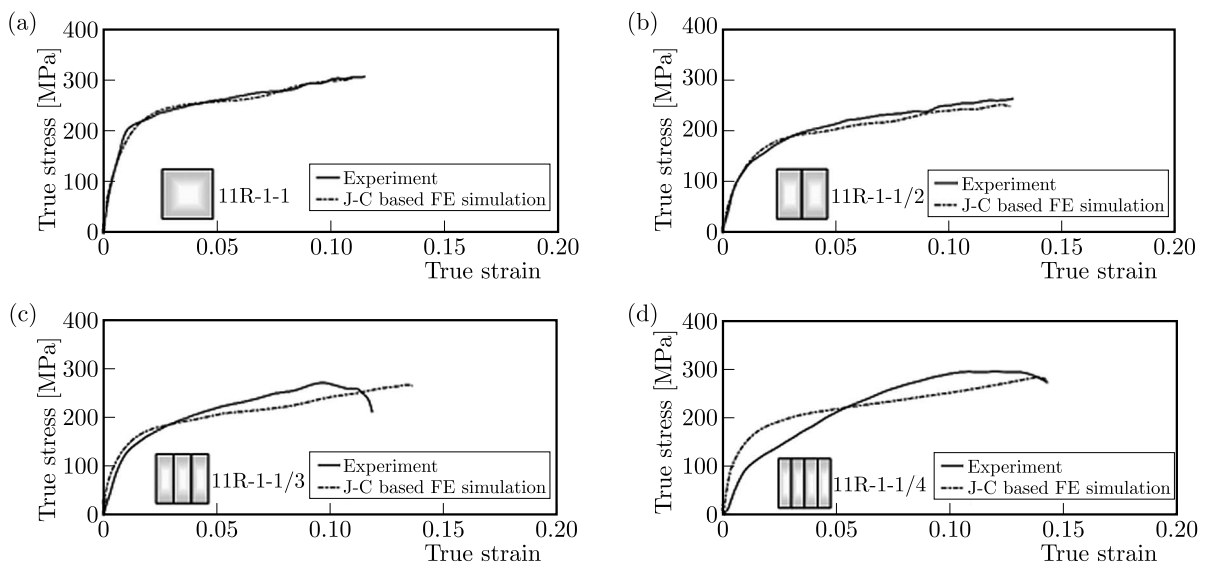 (a)
True stress [MPa]
400
300
200
100
0
11R-1-1
Experiment
J-C based FE simulation
0 0.05 0.10 0.15 0.20
True strain
(b)
True stress [MPa]
400
300
200
100
0
11R-1-1/2
Experiment
J-C based FE simulation
0 0.05 0.10 0.15 0.20
True strain
(c)
True stress [MPa]
400
300
200
100
0
11R-1-1/3
Experiment
J-C based FE simulation
0 0.05 0.10 0.15 0.20
True strain
(d)
True stress [MPa]
400
300
200
100
0
11R-1-1/4
Experiment
J-C based FE simulation
0 0.05 0.10 0.15 0.20
True strain